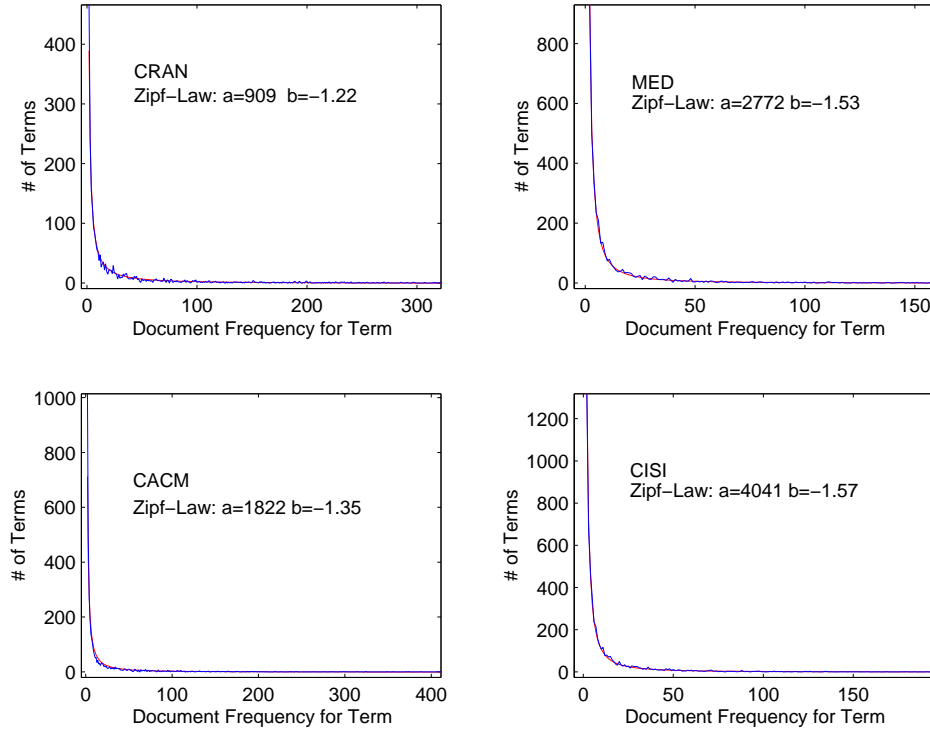 CRAN
Zipf−Law: a=909  b=−1.22
# of Terms
400
300
200
100
0
0 100 200 300
Document Frequency for Term
MED
Zipf−Law: a=2772 b=−1.53
# of Terms
800
600
400
200
0
0 50 100 150
Document Frequency for Term
CACM
Zipf−Law: a=1822 b=−1.35
# of Terms
1000
800
600
400
200
0
0 100 200 300 400
Document Frequency for Term
CISI
Zipf−Law: a=4041 b=−1.57
# of Terms
1200
1000
800
600
400
200
0
0 50 100 150
Document Frequency for Term